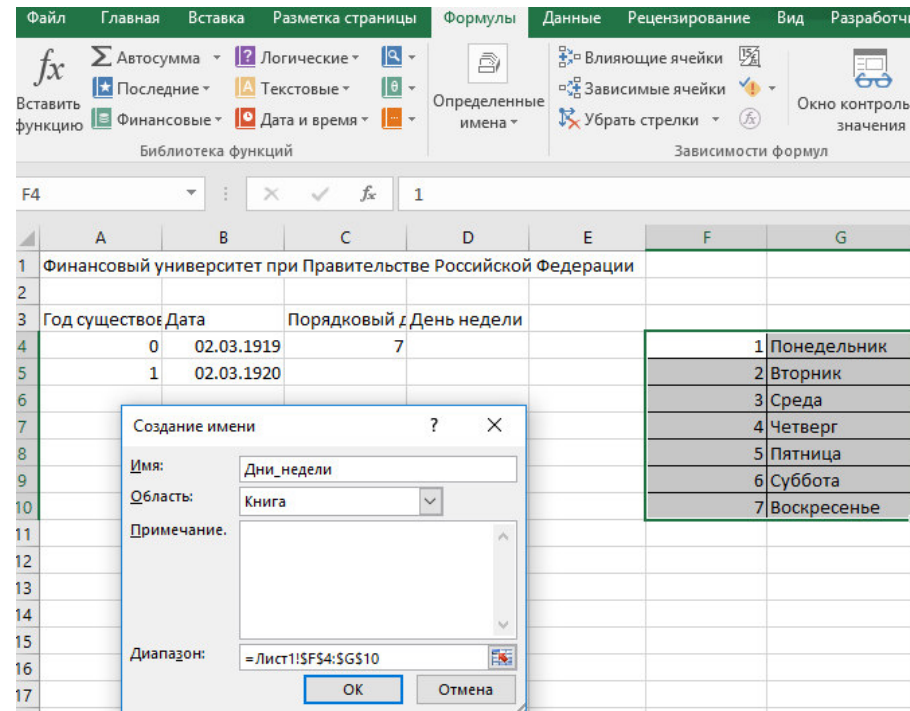 Файл Главная Вставка Разметка страницы Формулы Данные Рецензирование Вид Разработч
fx Σ Автосумма ? Логические
Вставить функцию
Последние A Текстовые θ
Финансовые Дата и время
Определенные имена
Влияющие ячейки
Зависимые ячейки
Убрать стрелки fx
Окно контроль
значения
Библиотека функций Зависимости формул
F4 fx 1
A B C D E F G
1 Финансовый университет при Правительстве Российской Федерации
2
3 Год существов Дата Порядковый д День недели
4 0 02.03.1919 7 1 Понедельник
5 1 02.03.1920 2 Вторник
6 3 Среда
7 4 Четверг
8 5 Пятница
9 6 Суббота
10 7 Воскресенье
11
12
13
14
15
16
17
Создание имени ? ×
Имя: Дни_недели
Область: Книга
Примечание.
Диапазон: =Лист1!$F$4:$G$10
ОК Отмена